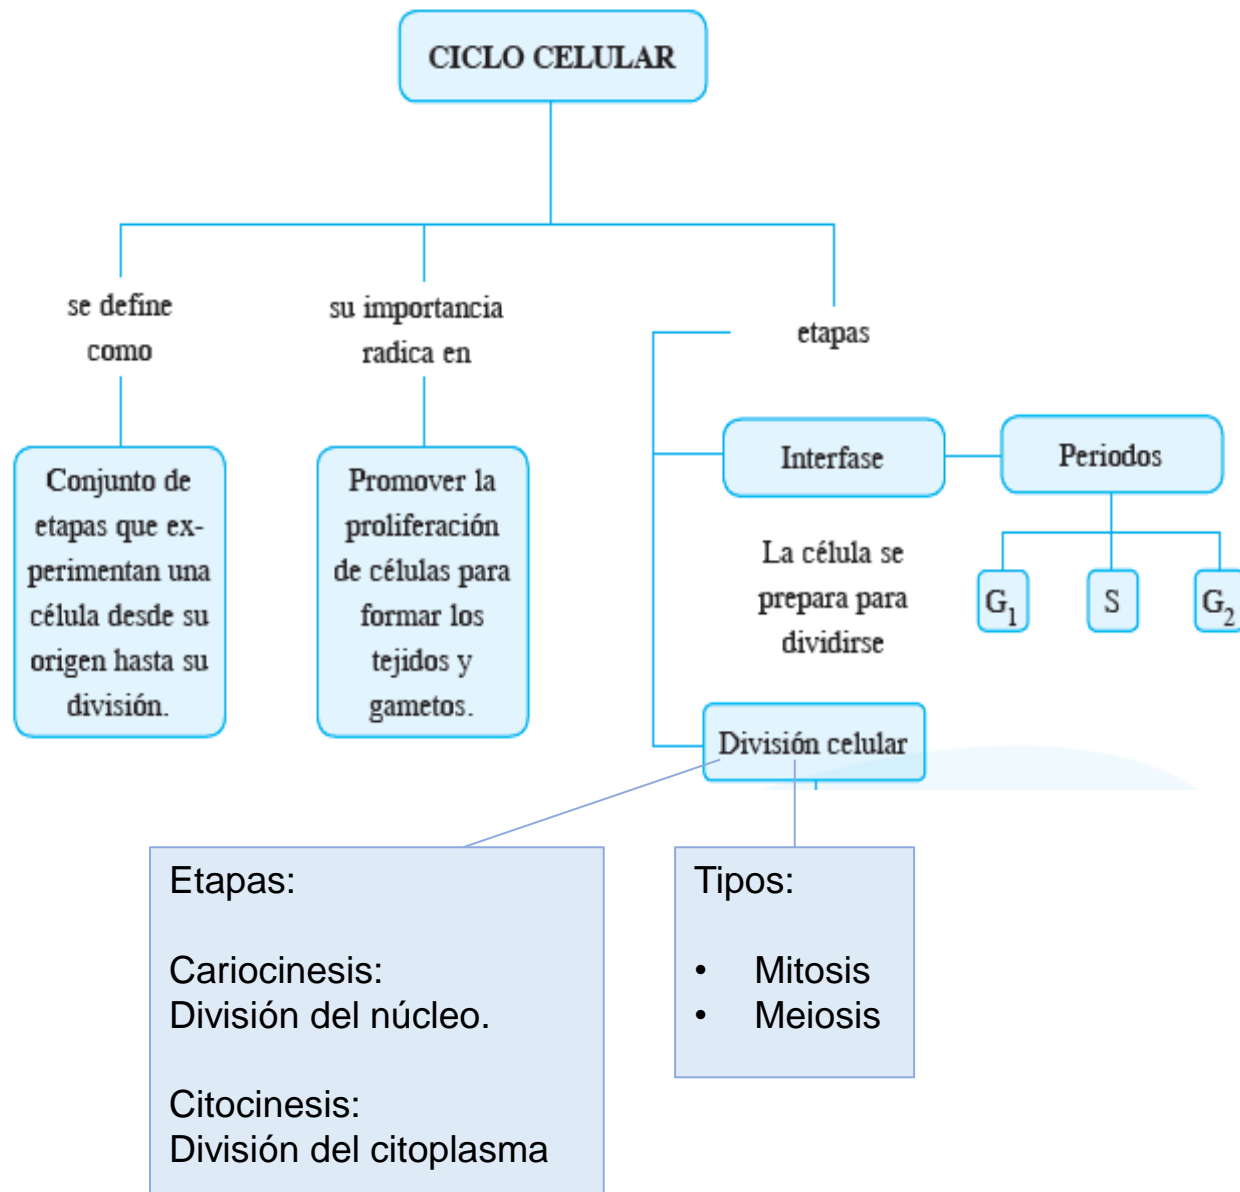 CICLO CELULAR
se define
como
Conjunto de
etapas que ex-
perimentan una
célula desde su
origen hasta su
división.
su importancia
radica en
Promover la
proliferación
de células para
formar los
tejidos y
gametos.
etapas
Interfase
Periodos
La célula se
prepara para
dividirse
G1
S
G2
División celular
Etapas:
Cariocinesis:
División del núcleo.
Citocinesis:
División del citoplasma
Tipos:
• Mitosis
• Meiosis